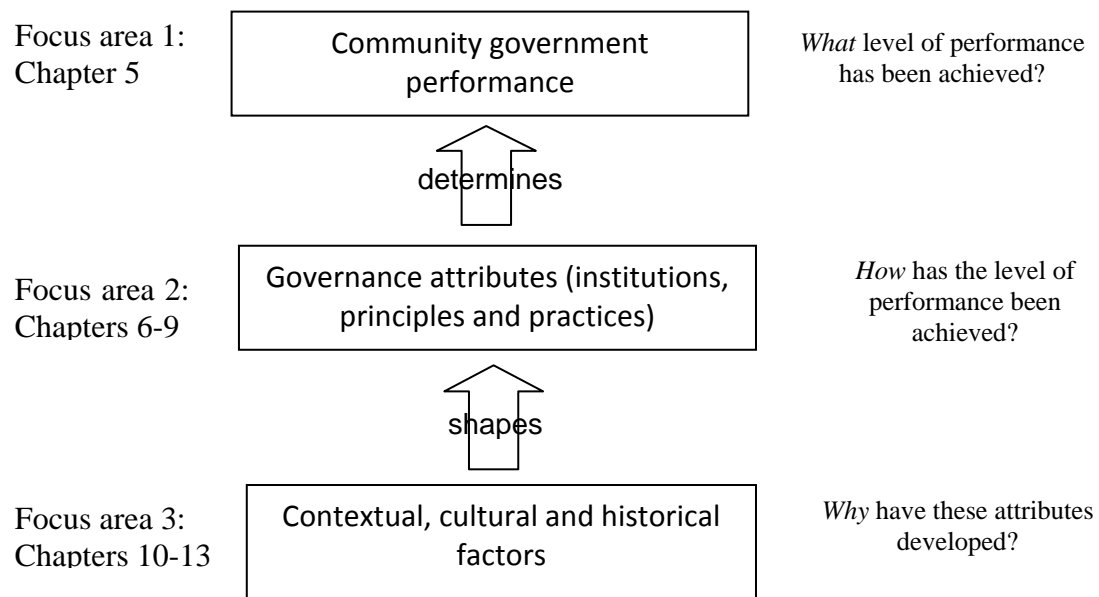 Focus area 1:
Chapter 5
Community government
performance
What level of performance
has been achieved?
determines
Focus area 2:
Chapters 6-9
Governance attributes (institutions,
principles and practices)
How has the level of
performance been
achieved?
shapes
Focus area 3:
Chapters 10-13
Contextual, cultural and historical
factors
Why have these attributes
developed?